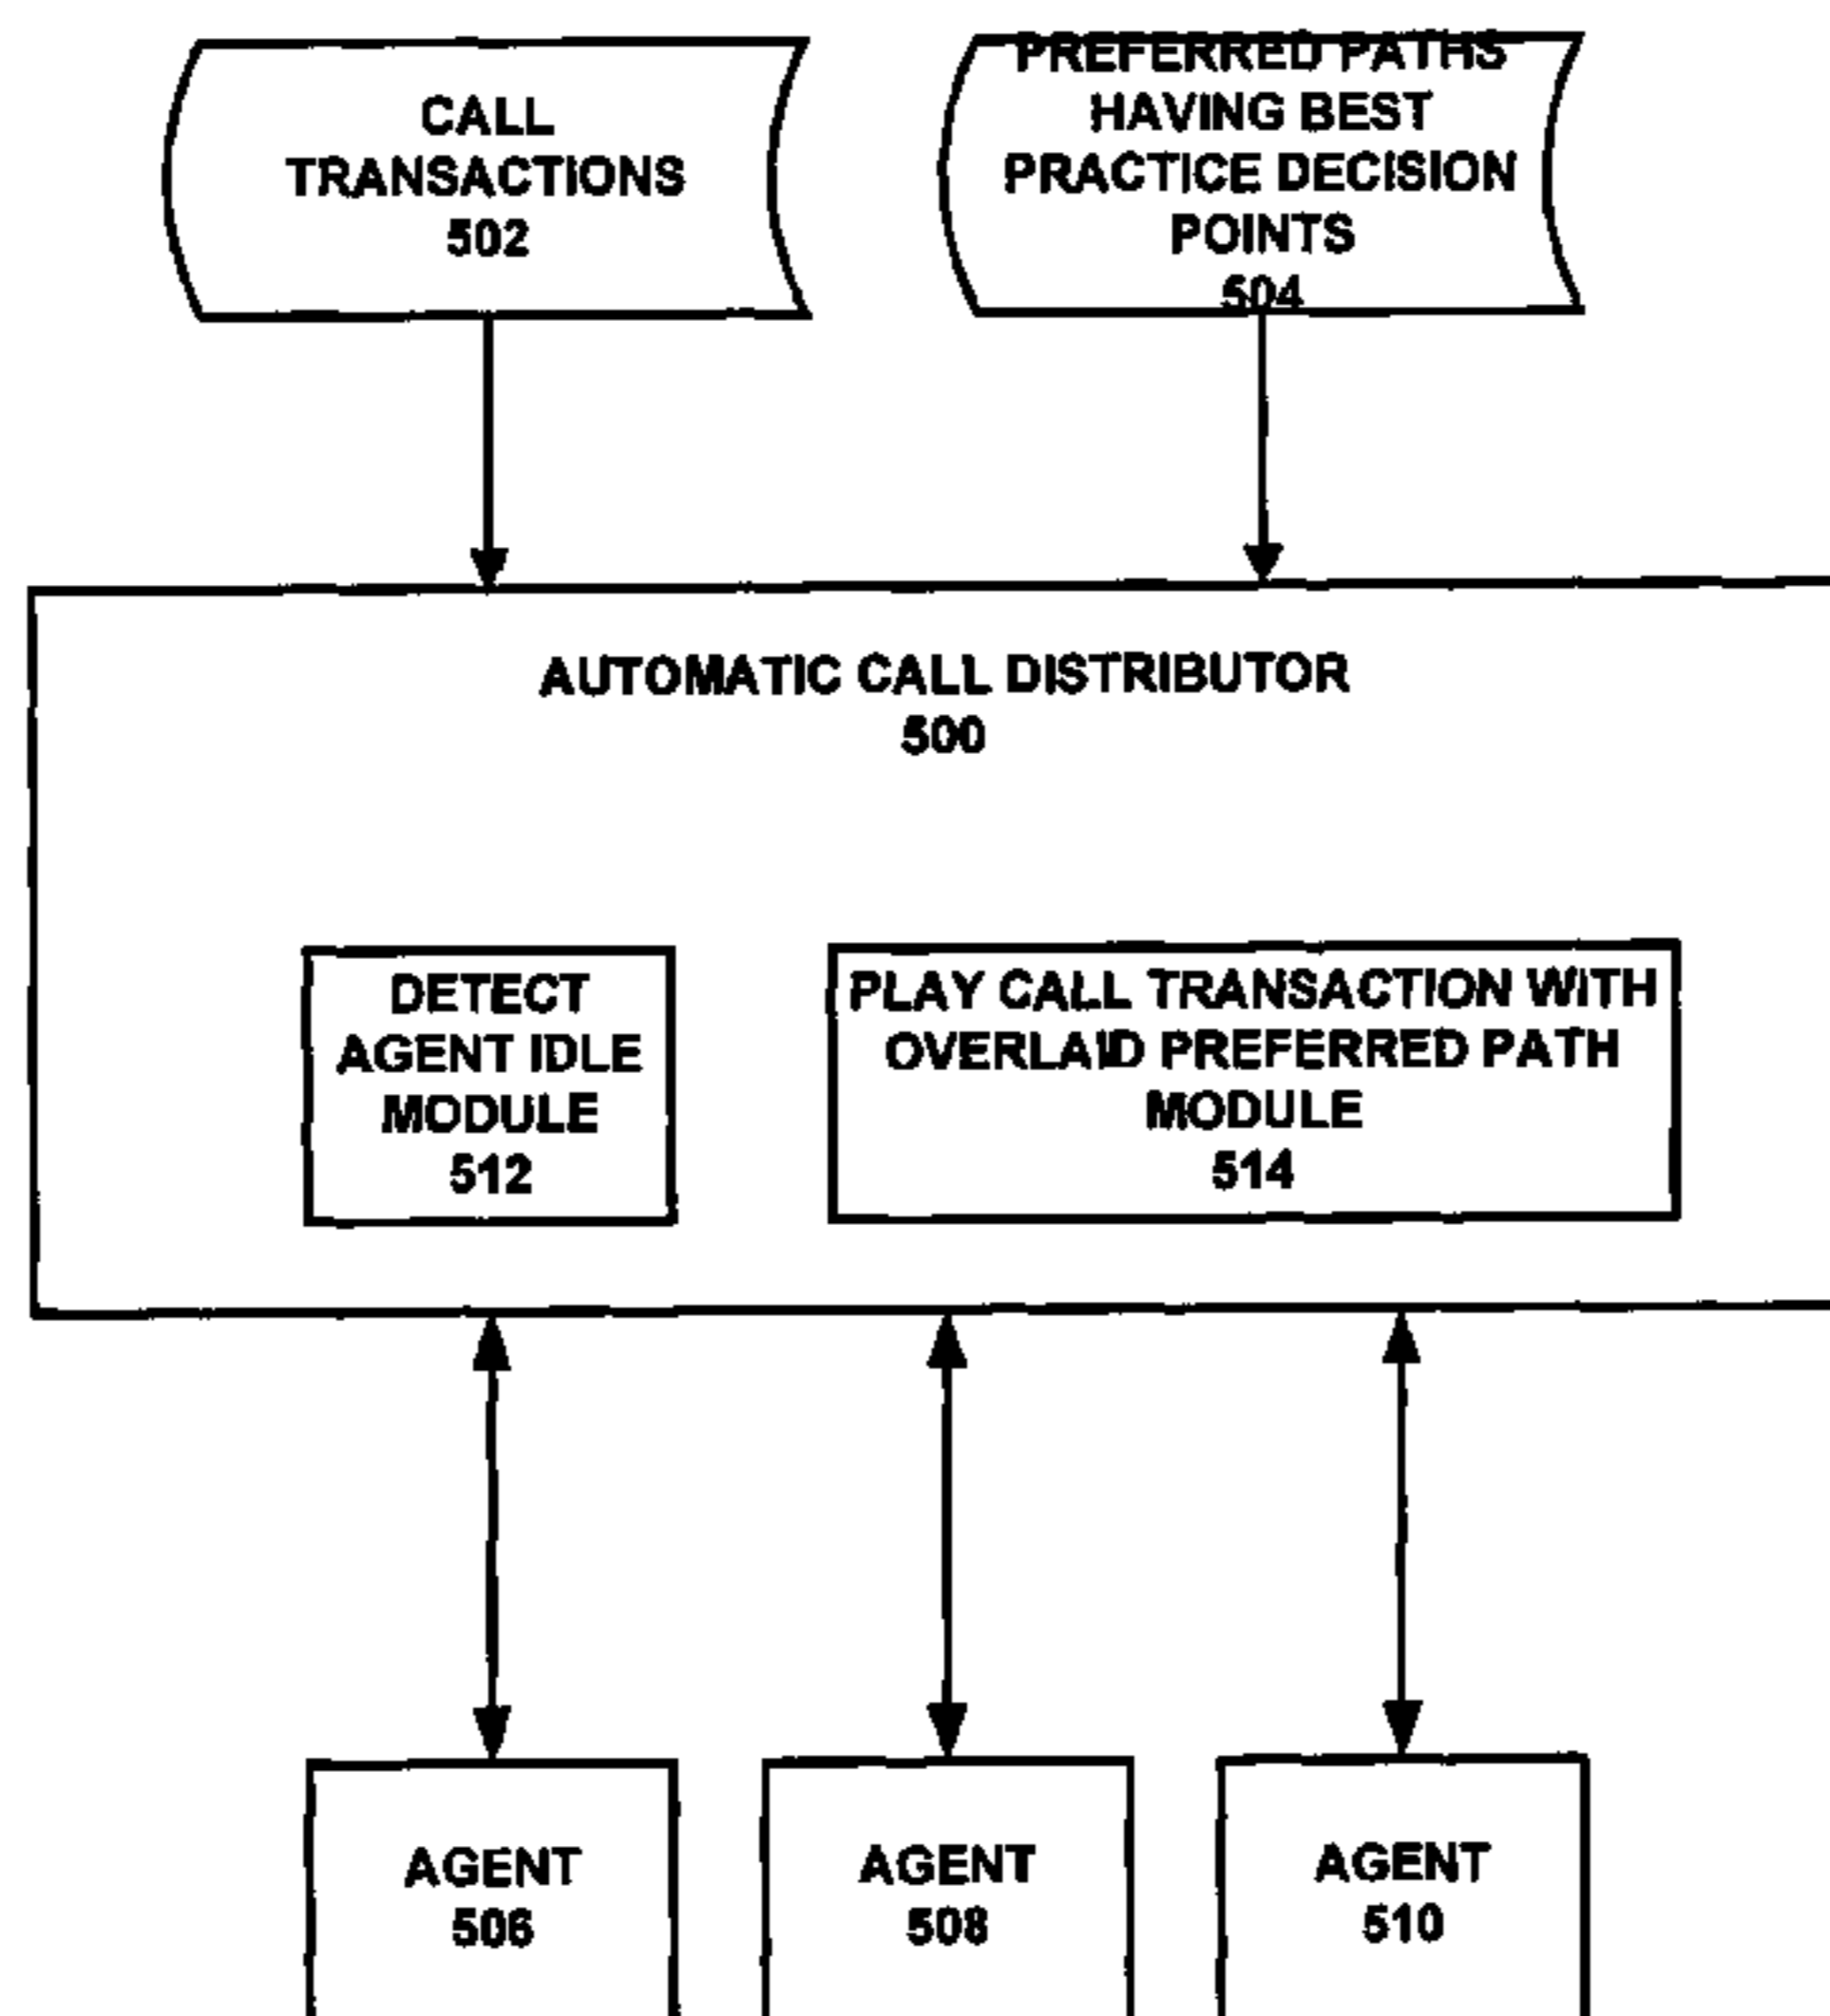 CALL
TRANSACTIONS
502
PREFERRED PATHS
HAVING BEST
PRACTICE DECISION
POINTS
504
AUTOMATIC CALL DISTRIBUTOR
500
DETECT
AGENT IDLE
MODULE
512
PLAY CALL TRANSACTION WITH
OVERLAID PREFERRED PATH
MODULE
514
AGENT
506
AGENT
508
AGENT
510